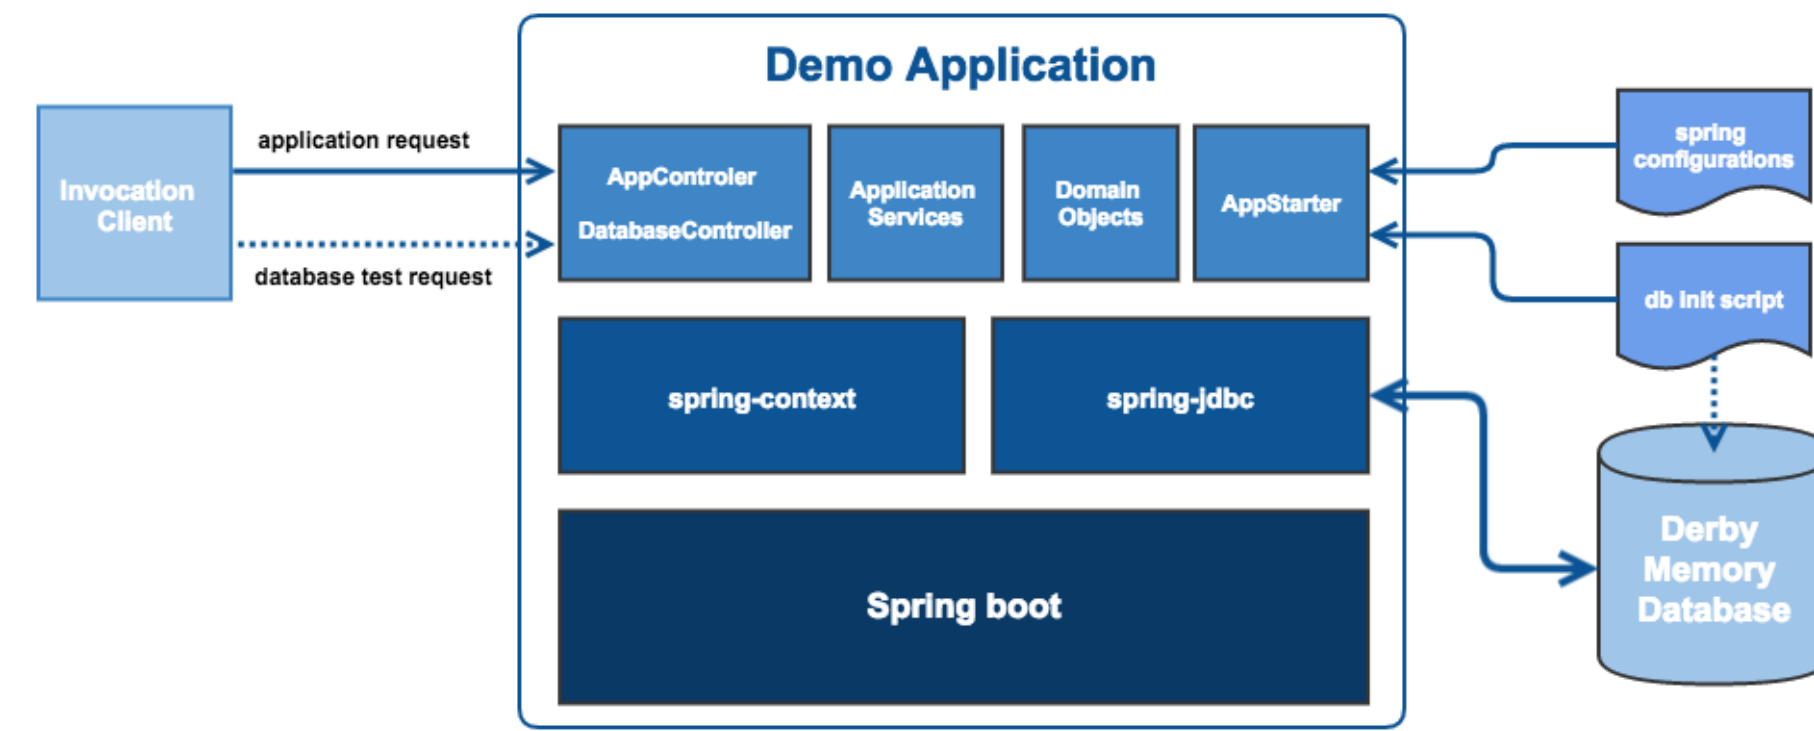 Demo Application
Invocation
Client
application request
database test request
AppControler
DatabaseController
Application
Services
Domain
Objects
AppStarter
spring
configurations
db init script
spring-context
spring-jdbc
Spring boot
Derby
Memory
Database